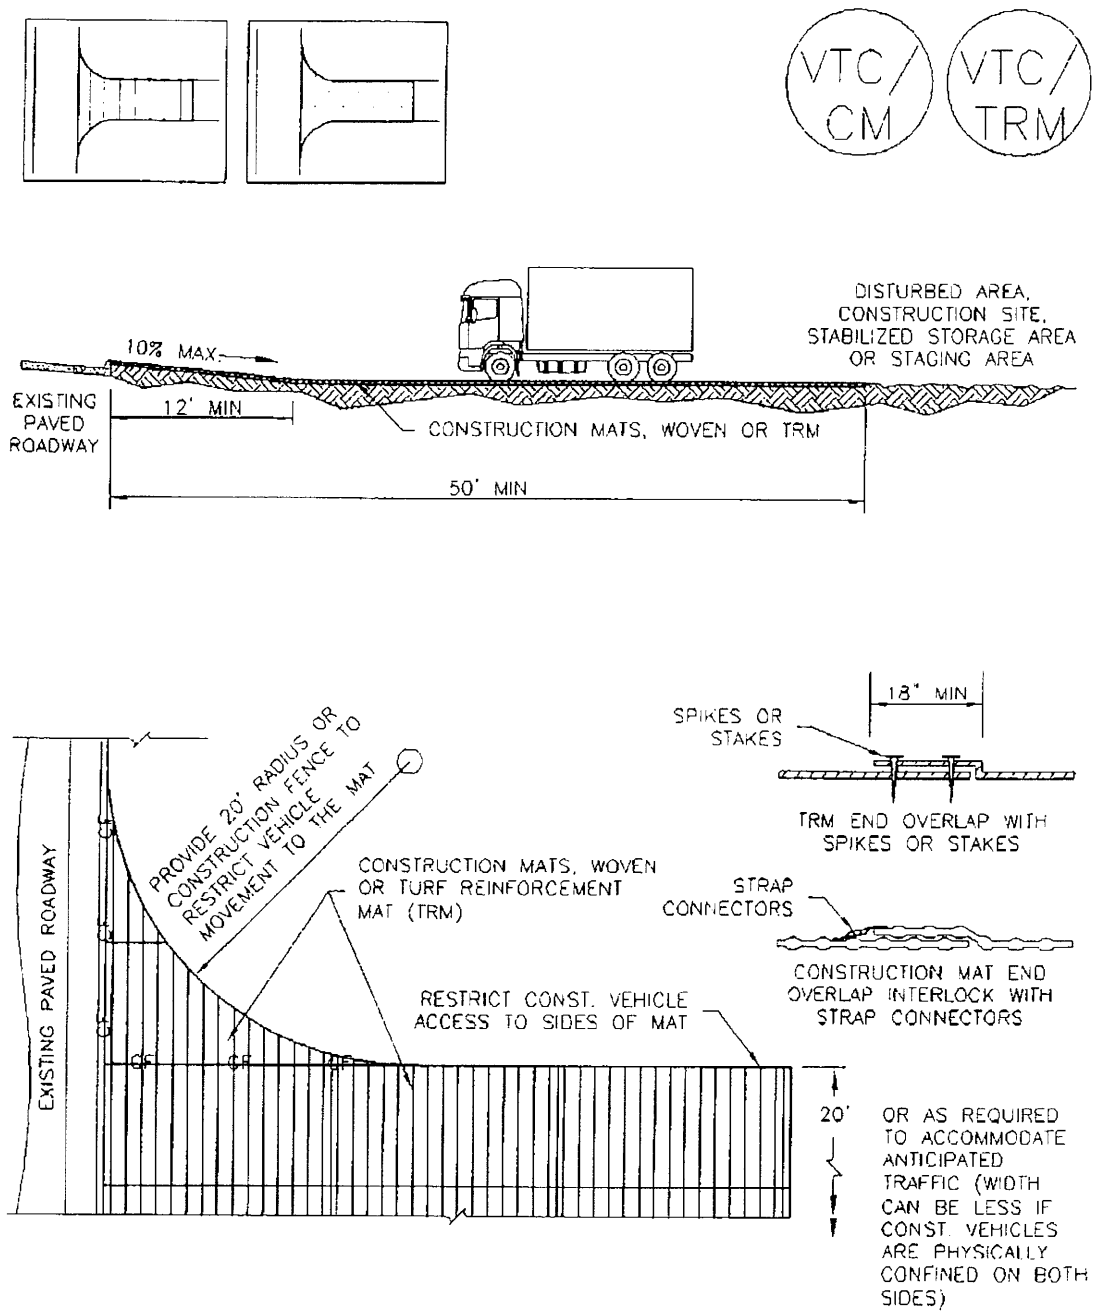 VTC/
CM
VTC/
TRM
DISTURBED AREA,
CONSTRUCTION SITE,
STABILIZED STORAGE AREA
OR STAGING AREA
10% MAX.
EXISTING
PAVED
ROADWAY
12' MIN
CONSTRUCTION MATS, WOVEN OR TRM
50' MIN
18" MIN
SPIKES OR
STAKES
TRM END OVERLAP WITH
SPIKES OR STAKES
PROVIDE 20' RADIUS OR
CONSTRUCTION FENCE TO
RESTRICT VEHICLE
MOVEMENT TO THE MAT
CONSTRUCTION MATS, WOVEN
OR TURF REINFORCEMENT
MAT (TRM)
STRAP
CONNECTORS
CONSTRUCTION MAT END
OVERLAP INTERLOCK WITH
STRAP CONNECTORS
RESTRICT CONST. VEHICLE
ACCESS TO SIDES OF MAT
EXISTING PAVED ROADWAY
CF
CF
CF
CF
CF
CF
20'
OR AS REQUIRED
TO ACCOMMODATE
ANTICIPATED
TRAFFIC (WIDTH
CAN BE LESS IF
CONST. VEHICLES
ARE PHYSICALLY
CONFINED ON BOTH
SIDES)